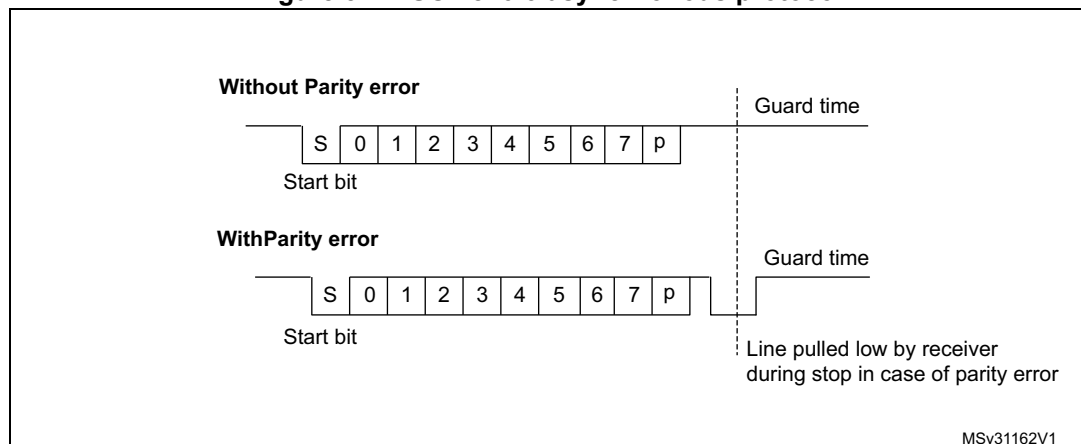 Without Parity error
Guard time
S 0 1 2 3 4 5 6 7 p
Start bit
WithParity error
Guard time
S 0 1 2 3 4 5 6 7 p
Start bit
Line pulled low by receiver
during stop in case of parity error
MSv31162V1